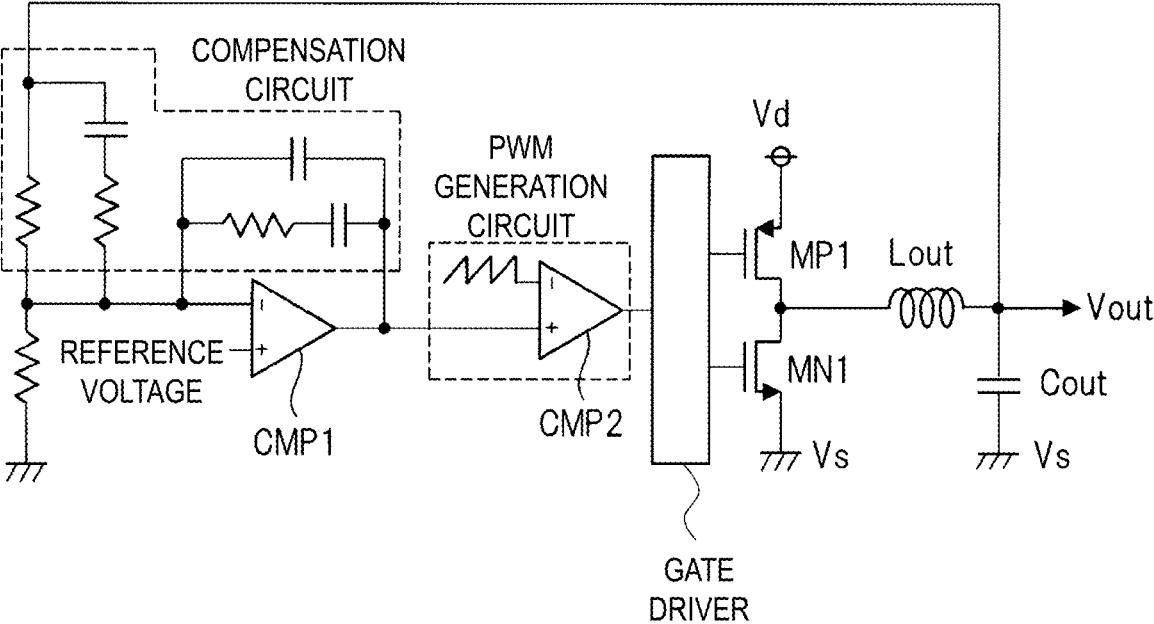 COMPENSATION
CIRCUIT
PWM
GENERATION
CIRCUIT
Vd
MP1
Lout
Vout
REFERENCE
VOLTAGE
-
+
CMP1
-
+
CMP2
MN1
Cout
Vs
Vs
GATE
DRIVER